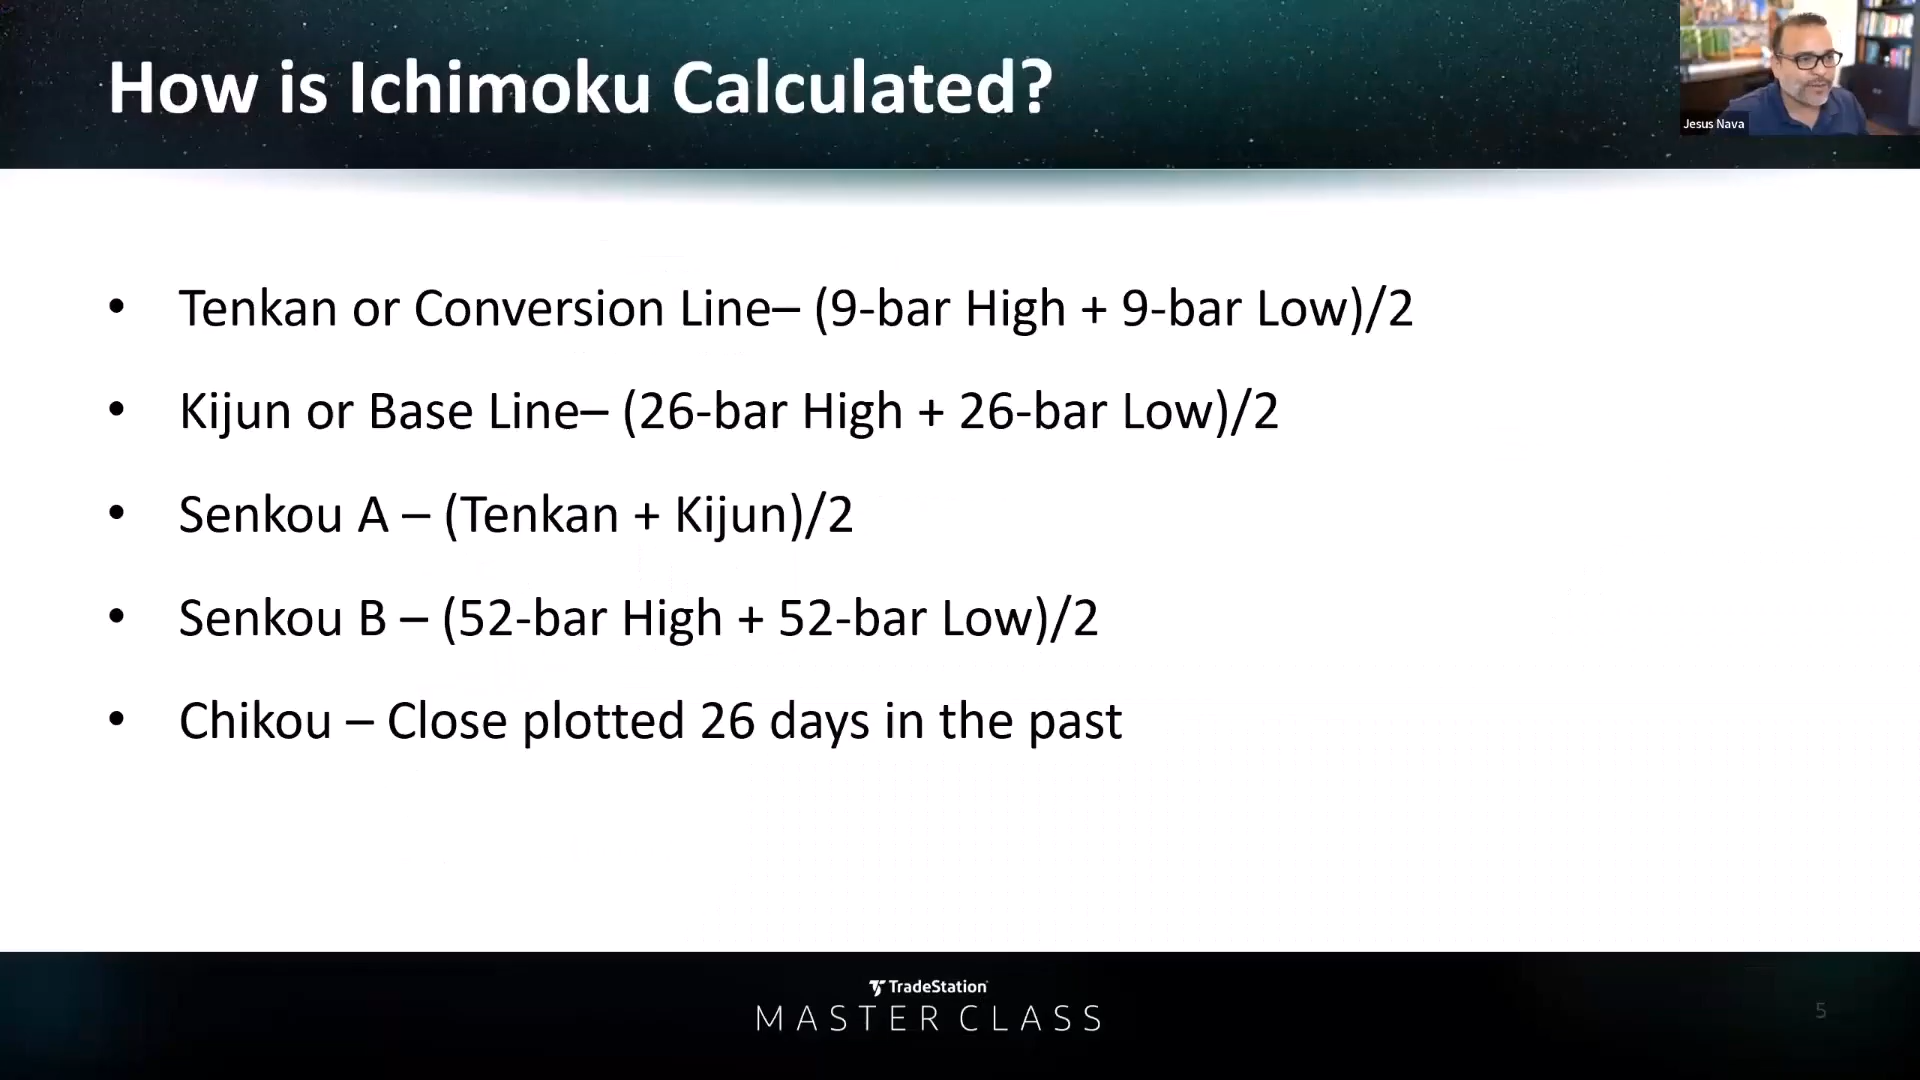 How is Ichimoku Calculated?
Jesus Nava
• Tenkan or Conversion Line– (9-bar High + 9-bar Low)/2
• Kijun or Base Line– (26-bar High + 26-bar Low)/2
• Senkou A – (Tenkan + Kijun)/2
• Senkou B – (52-bar High + 52-bar Low)/2
• Chikou – Close plotted 26 days in the past
TradeStation
MASTER CLASS
5